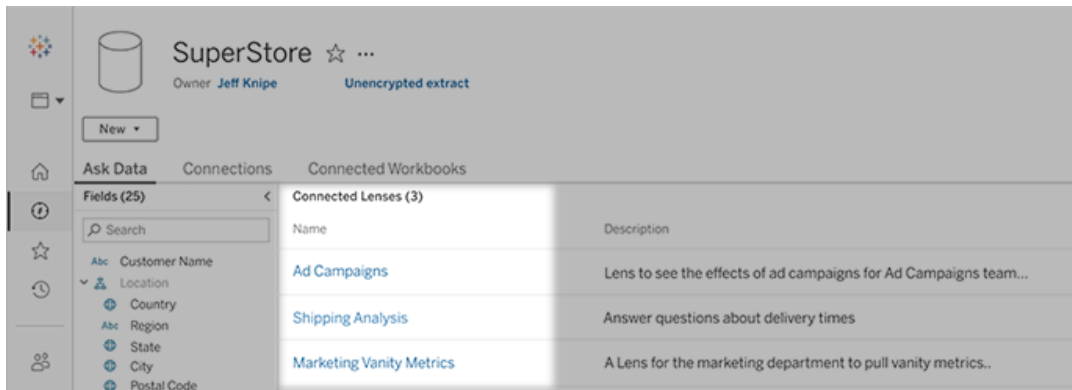 SuperStore ☆ ...
Owner Jeff Knipe Unencrypted extract
New
Ask Data Connections Connected Workbooks
Fields (25)
Search
Abc Customer Name
Location
Country
Abc Region
State
City
Postal Code
Connected Lenses (3)
Name Description
Ad Campaigns Lens to see the effects of ad campaigns for Ad Campaigns team...
Shipping Analysis Answer questions about delivery times
Marketing Vanity Metrics A Lens for the marketing department to pull vanity metrics..